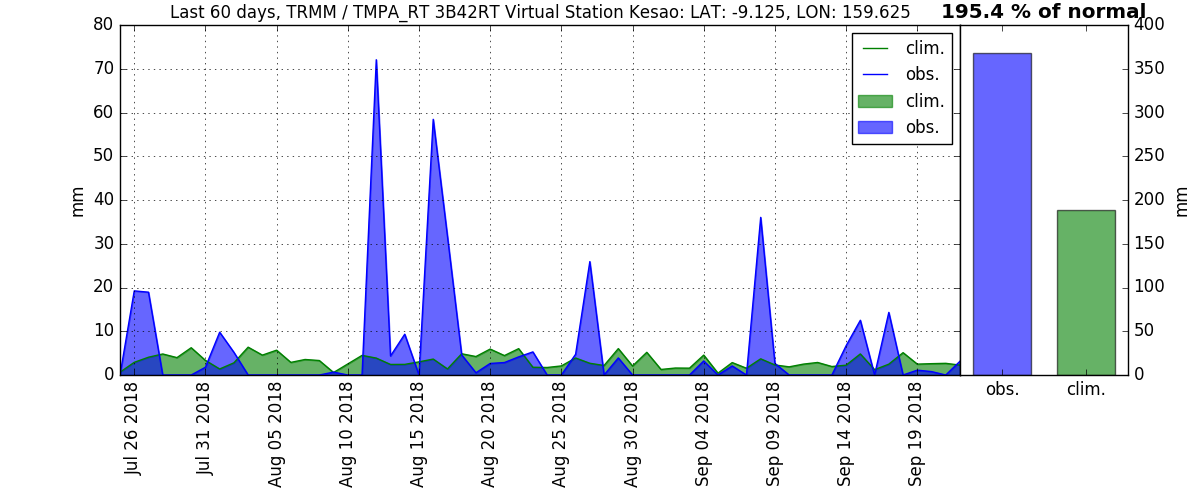 Last 60 days, TRMM / TMPA_RT 3B42RT Virtual Station Kesao: LAT: -9.125, LON: 159.625
195.4 % of normal
80
70
60
50
40
30
20
10
0
mm
clim.
obs.
clim.
obs.
400
350
300
250
200
150
100
50
0
mm
Jul 26 2018
Jul 31 2018
Aug 05 2018
Aug 10 2018
Aug 15 2018
Aug 20 2018
Aug 25 2018
Aug 30 2018
Sep 04 2018
Sep 09 2018
Sep 14 2018
Sep 19 2018
obs.
clim.